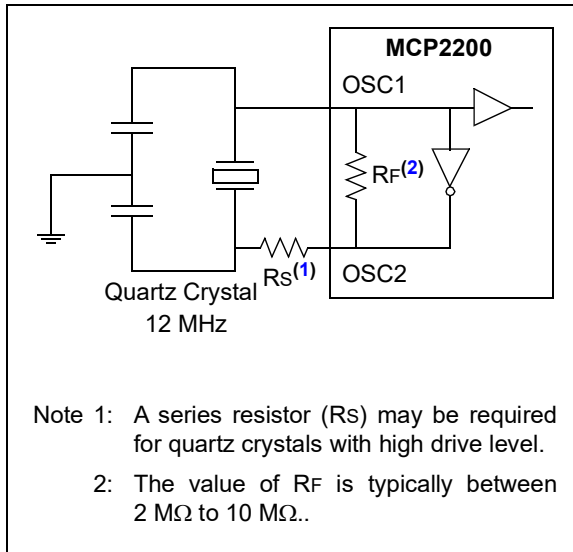 MCP2200
OSC1
RF(2)
RS(1)
OSC2
Quartz Crystal
12 MHz
Note 1: A series resistor (RS) may be required
for quartz crystals with high drive level.
2: The value of RF is typically between
2 MΩ to 10 MΩ..